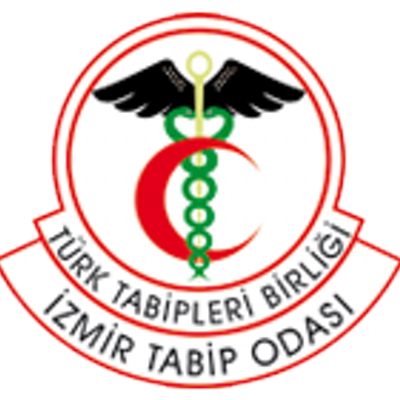 TÜRK TABİPLERİ BİRLİĞİ
İZMİR TABİP ODASI